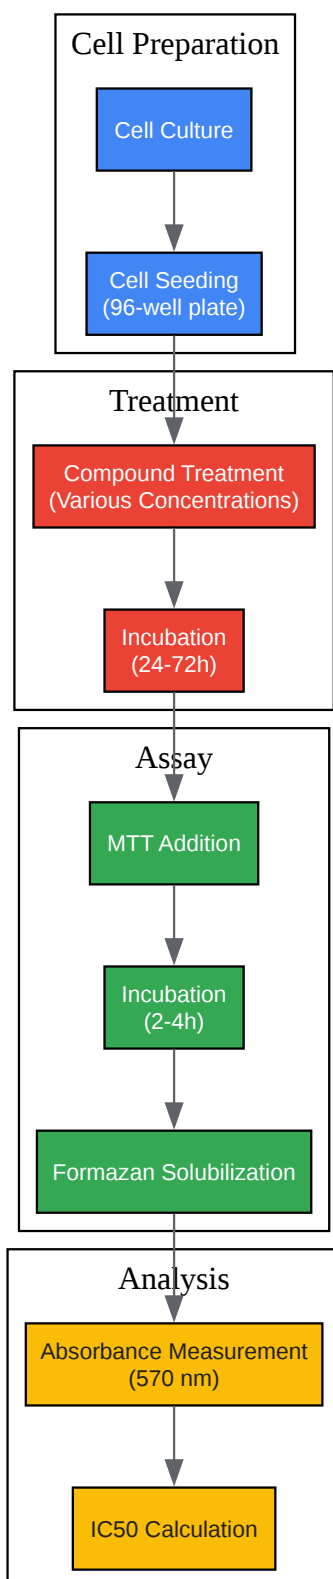 Cell Preparation
Cell Culture
Cell Seeding
(96-well plate)
Treatment
Compound Treatment
(Various Concentrations)
Incubation
(24-72h)
Assay
MTT Addition
Incubation
(2-4h)
Formazan Solubilization
Analysis
Absorbance Measurement
(570 nm)
IC50 Calculation